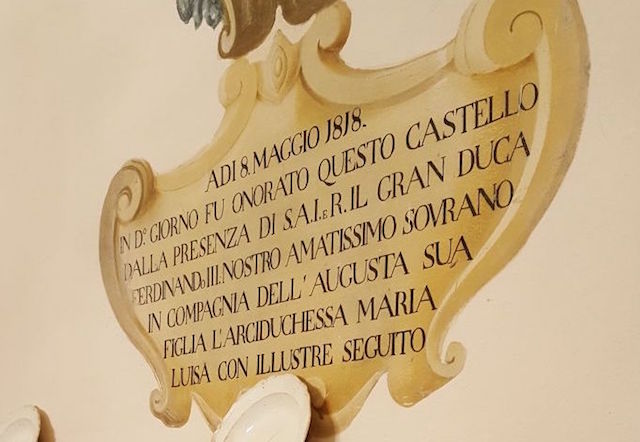 ADI 8. MAGGIO 1818.
IN D.º GIORNO FU ONORATO QUESTO CASTELLO
DALLA PRESENZA DI S.A.I.E R. IL GRAN DUCA
FERDINANDO III. NOSTRO AMATISSIMO SOVRANO
IN COMPAGNIA DELL'AUGUSTA SUA
FIGLIA L'ARCIDUCHESSA MARIA
LUISA CON ILLUSTRE SEGUITO